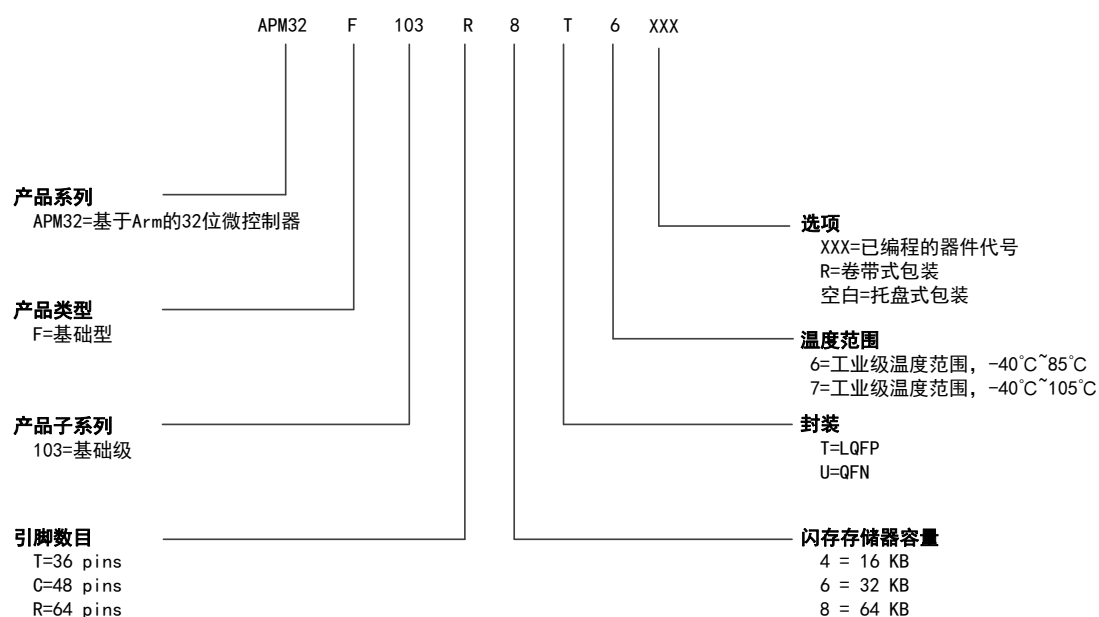 APM32 F 103 R 8 T 6 XXX
产品系列
APM32=基于Arm的32位微控制器
产品类型
F=基础型
产品子系列
103=基础级
引脚数目
T=36 pins
C=48 pins
R=64 pins
选项
XXX=已编程的器件代号
R=卷带式包装
空白=托盘式包装
温度范围
6=工业级温度范围，-40℃~85℃
7=工业级温度范围，-40℃~105℃
封装
T=LQFP
U=QFN
闪存存储器容量
4 = 16 KB
6 = 32 KB
8 = 64 KB